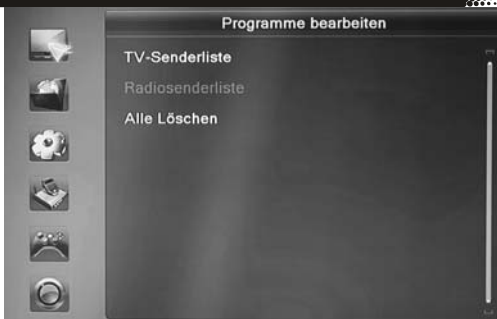 Programme bearbeiten
TV-Senderliste
Radiosenderliste
Alle Löschen